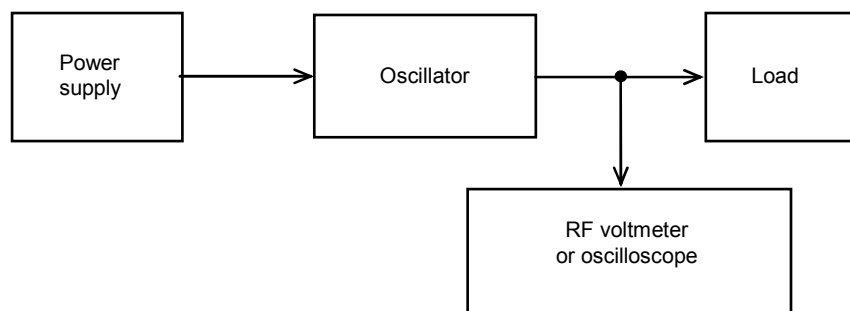 Power
supply
Oscillator
Load
RF voltmeter
or oscilloscope